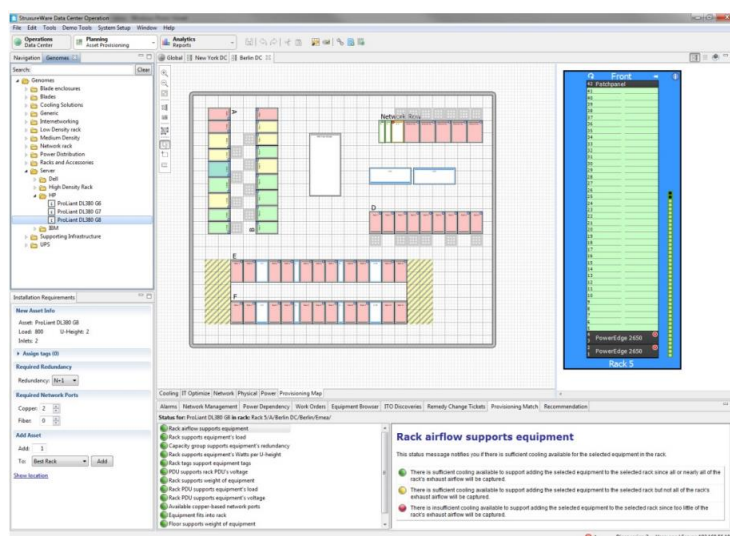 StruxureWare Data Center Operation
File Edit View Tools Demo Tools System Setup Window Help
Operations
Data Center
Planning
Asset Provisioning
Analytics
Reports
Navigation Genomes
Global New York DC Berlin DC
Search: Clear
Genomes
Blade enclosures
Blades
Cooling Solutions
Generic
Internetworking
Low Density rack
Medium Density
Network rack
Power Distribution
Racks and Accessories
Server
Dell
High Density Rack
HP
ProLiant DL380 G6
ProLiant DL380 G7
ProLiant DL380 G8
IBM
Supporting Infrastructure
UPS
A
B
Network Row
D
E
F
Front
42 Patchpanel
PowerEdge 2650
PowerEdge 2650
Rack 5
Installation Requirements
New Asset Info
Asset: ProLiant DL380 G8
Load: 800 U-Height: 2
Inlets: 2
Assign tags (0)
Required Redundancy
Redundancy: N+1
Required Network Ports
Copper: 2
Fiber: 0
Add Asset
Add: 1
To: Best Rack Add
Show location
Cooling IT Optimize Network Physical Power Provisioning Map
Alarms Network Management Power Dependency Work Orders Equipment Browser ITO Discoveries Remedy Change Tickets Provisioning Match Recommendation
Status for: ProLiant DL380 G8 in rack: Rack 5/A/Berlin DC/Berlin/Emea/
Rack airflow supports equipment
Rack supports equipment's load
Capacity group supports equipment's redundancy
Rack supports equipment's Watts per U-height
Rack tags support equipment tags
PDU supports rack PDU's voltage
Rack supports weight of equipment
Rack PDU supports equipment's load
Rack PDU supports equipment's voltage
Available copper-based network ports
Equipment fits into rack
Floor supports weight of equipment
Rack airflow supports equipment
This status message notifies you if there is sufficient cooling available for the selected equipment in the rack.
There is sufficient cooling available to support adding the selected equipment to the selected rack since all or nearly all of the
rack's exhaust airflow will be captured.
There is sufficient cooling available to support adding the selected equipment to the selected rack but not all of the rack's
exhaust airflow will be captured.
There is insufficient cooling available to support adding the selected equipment to the selected rack since too little of the
rack's exhaust airflow will be captured.